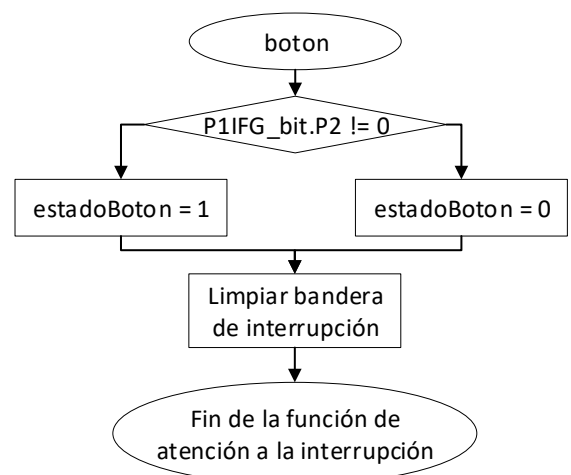 boton
P1IFG_bit.P2 != 0
estadoBoton = 1
estadoBoton = 0
Limpiar bandera
de interrupción
Fin de la función de
atención a la interrupción